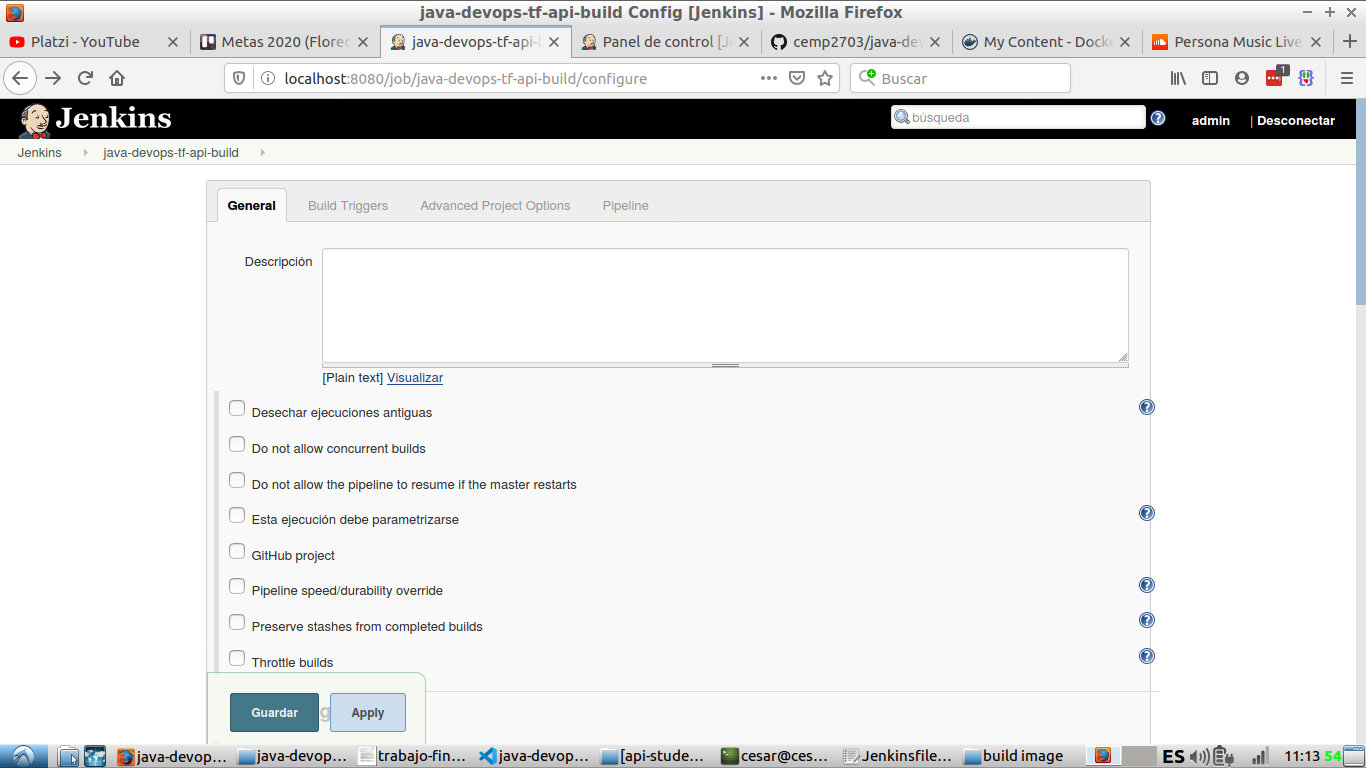 java-devops-tf-api-build Config [Jenkins] - Mozilla Firefox
Platzi - YouTube
Metas 2020 (Florec
java-devops-tf-api-b
Panel de control [Je
cemp2703/java-dev
My Content - Docke
Persona Music Live
localhost:8080/job/java-devops-tf-api-build/configure
Buscar
1
Jenkins
búsqueda
admin
| Desconectar
Jenkins
java-devops-tf-api-build
General
Build Triggers
Advanced Project Options
Pipeline
Descripción
[Plain text] Visualizar
Desechar ejecuciones antiguas
Do not allow concurrent builds
Do not allow the pipeline to resume if the master restarts
Esta ejecución debe parametrizarse
GitHub project
Pipeline speed/durability override
Preserve stashes from completed builds
Throttle builds
Guardar
Apply
java-devop...
java-devop...
trabajo-fin...
java-devop...
[api-stude...
cesar@ces...
Jenkinsfile...
build image
ES
11:13
54